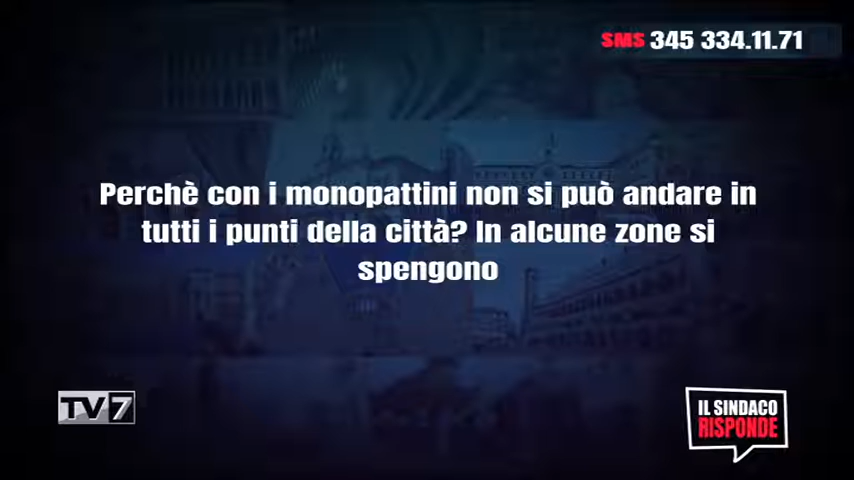 SMS 345 334.11.71
Perchè con i monopattini non si può andare in
tutti i punti della città? In alcune zone si
spengono
TV7
IL SINDACO
RISPONDE